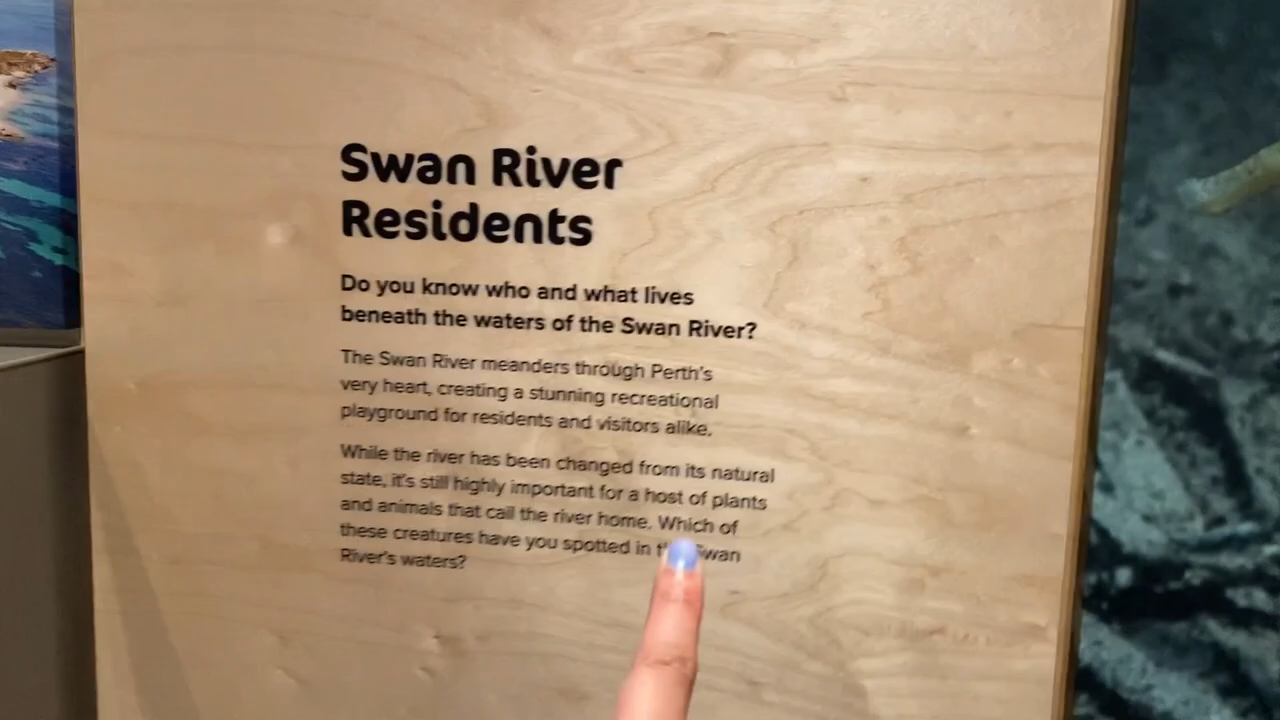 Swan River
Residents
Do you know who and what lives
beneath the waters of the Swan River?
The Swan River meanders through Perth's
very heart, creating a stunning recreational
playground for residents and visitors alike.
While the river has been changed from its natural
state, it's still highly important for a host of plants
and animals that call the river home. Which of
these creatures have you spotted in Swan
River's waters?